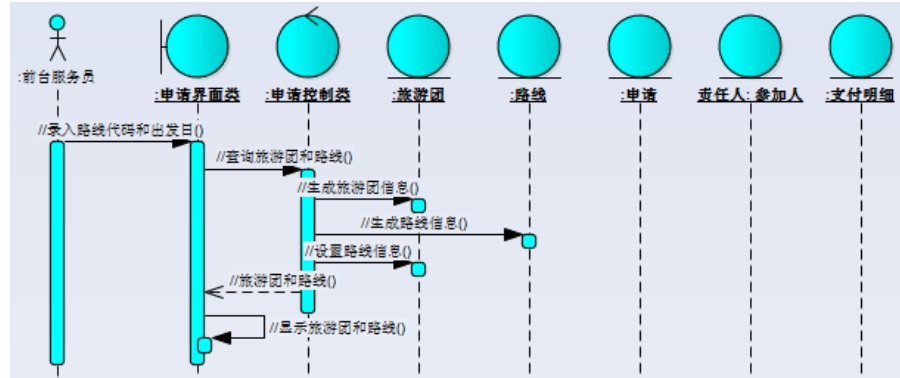 :前台服务员
:申请界面类
:申请控制类
:旅游团
:路线
:申请
责任人: 参加人
:支付明细
//录入路线代码和出发日()
//查询旅游团和路线()
//生成旅游团信息()
//生成路线信息()
//设置路线信息()
//旅游团和路线()
//显示旅游团和路线()